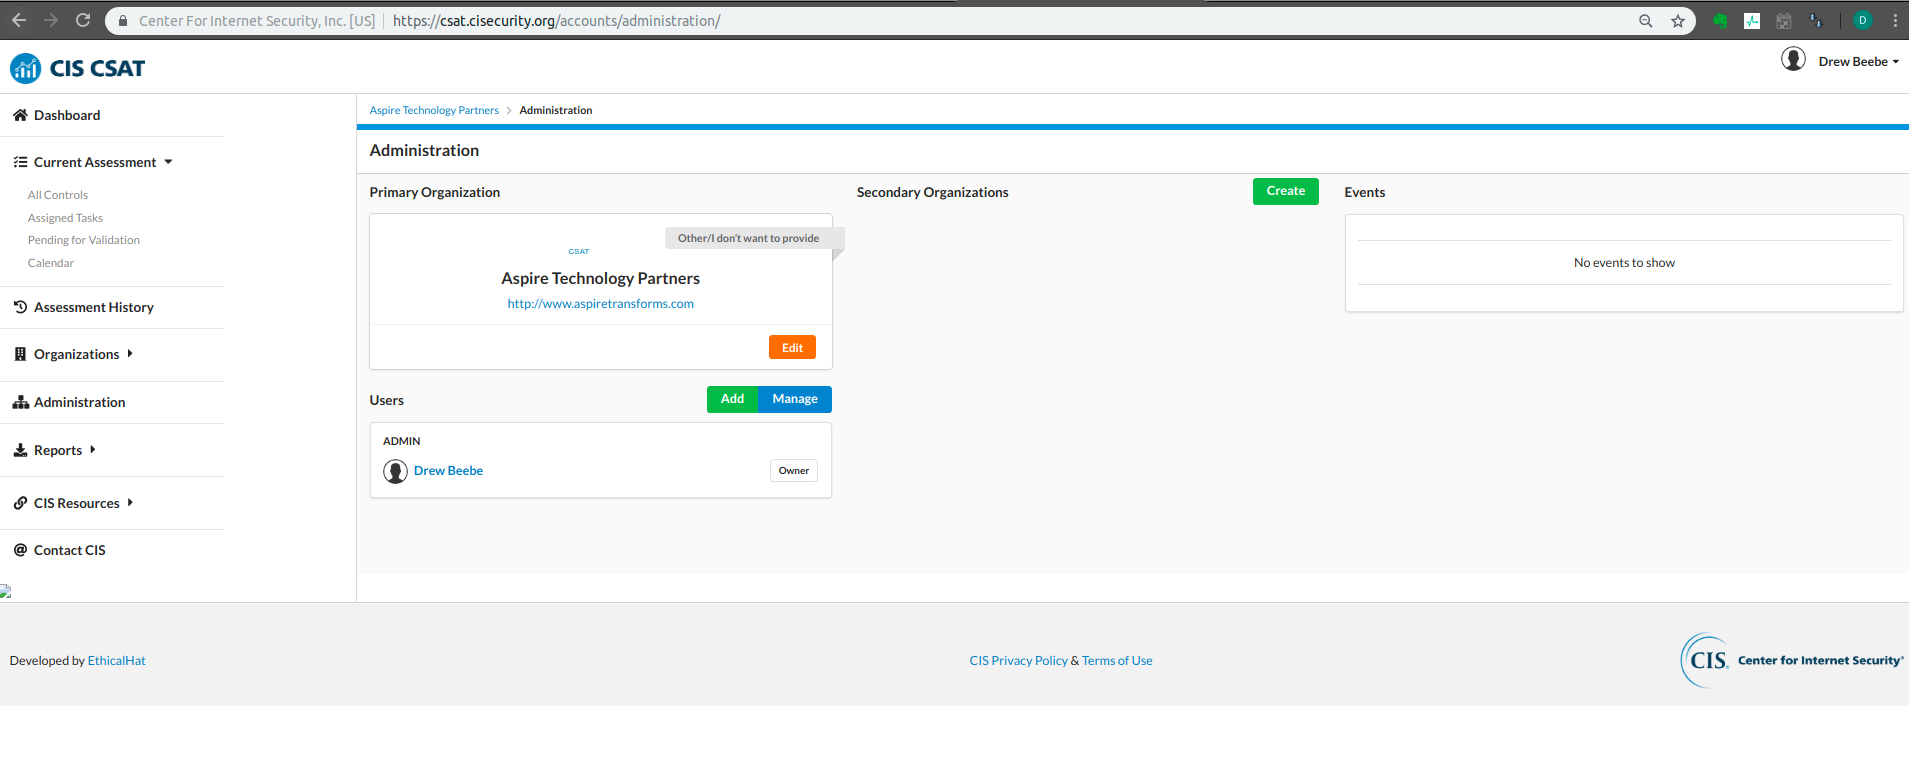 Center For Internet Security, Inc. [US] https://csat.cisecurity.org/accounts/administration/
D
CIS CSAT
Drew Beebe
Dashboard
Current Assessment
All Controls
Assigned Tasks
Pending for Validation
Calendar
Assessment History
Organizations
Administration
Reports
CIS Resources
Contact CIS
Aspire Technology Partners > Administration
Administration
Primary Organization
Other/I don't want to provide
CSAT
Aspire Technology Partners
http://www.aspiretransforms.com
Edit
Users
Add
Manage
ADMIN
Drew Beebe
Owner
Secondary Organizations
Create
Events
No events to show
Developed by EthicalHat
CIS Privacy Policy & Terms of Use
CIS. Center for Internet Security®